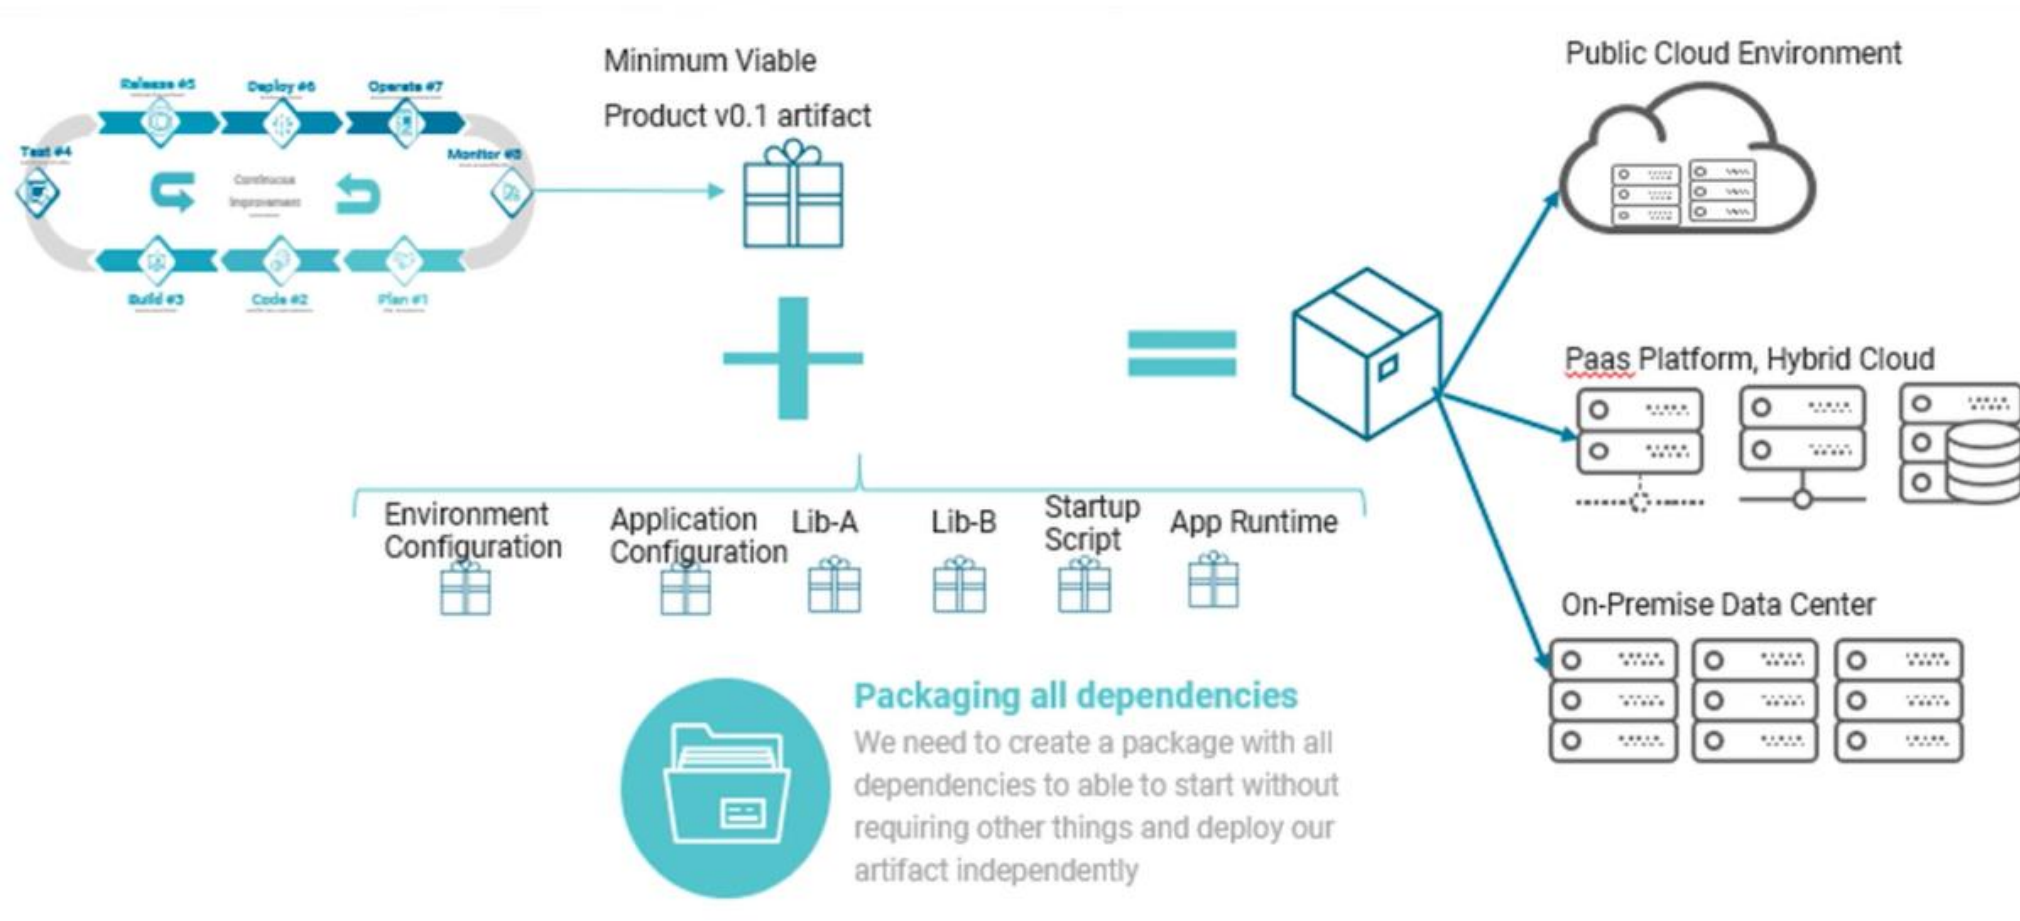 Release #5
Deploy #6
Operate #7
Test #4
Monitor #8
Continuous
Improvement
Build #3
Code #2
Plan #1
Minimum Viable
Product v0.1 artifact
Environment
Configuration
Application
Configuration
Lib-A
Lib-B
Startup
Script
App Runtime
Packaging all dependencies
We need to create a package with all
dependencies to able to start without
requiring other things and deploy our
artifact independently
Public Cloud Environment
Paas Platform, Hybrid Cloud
On-Premise Data Center